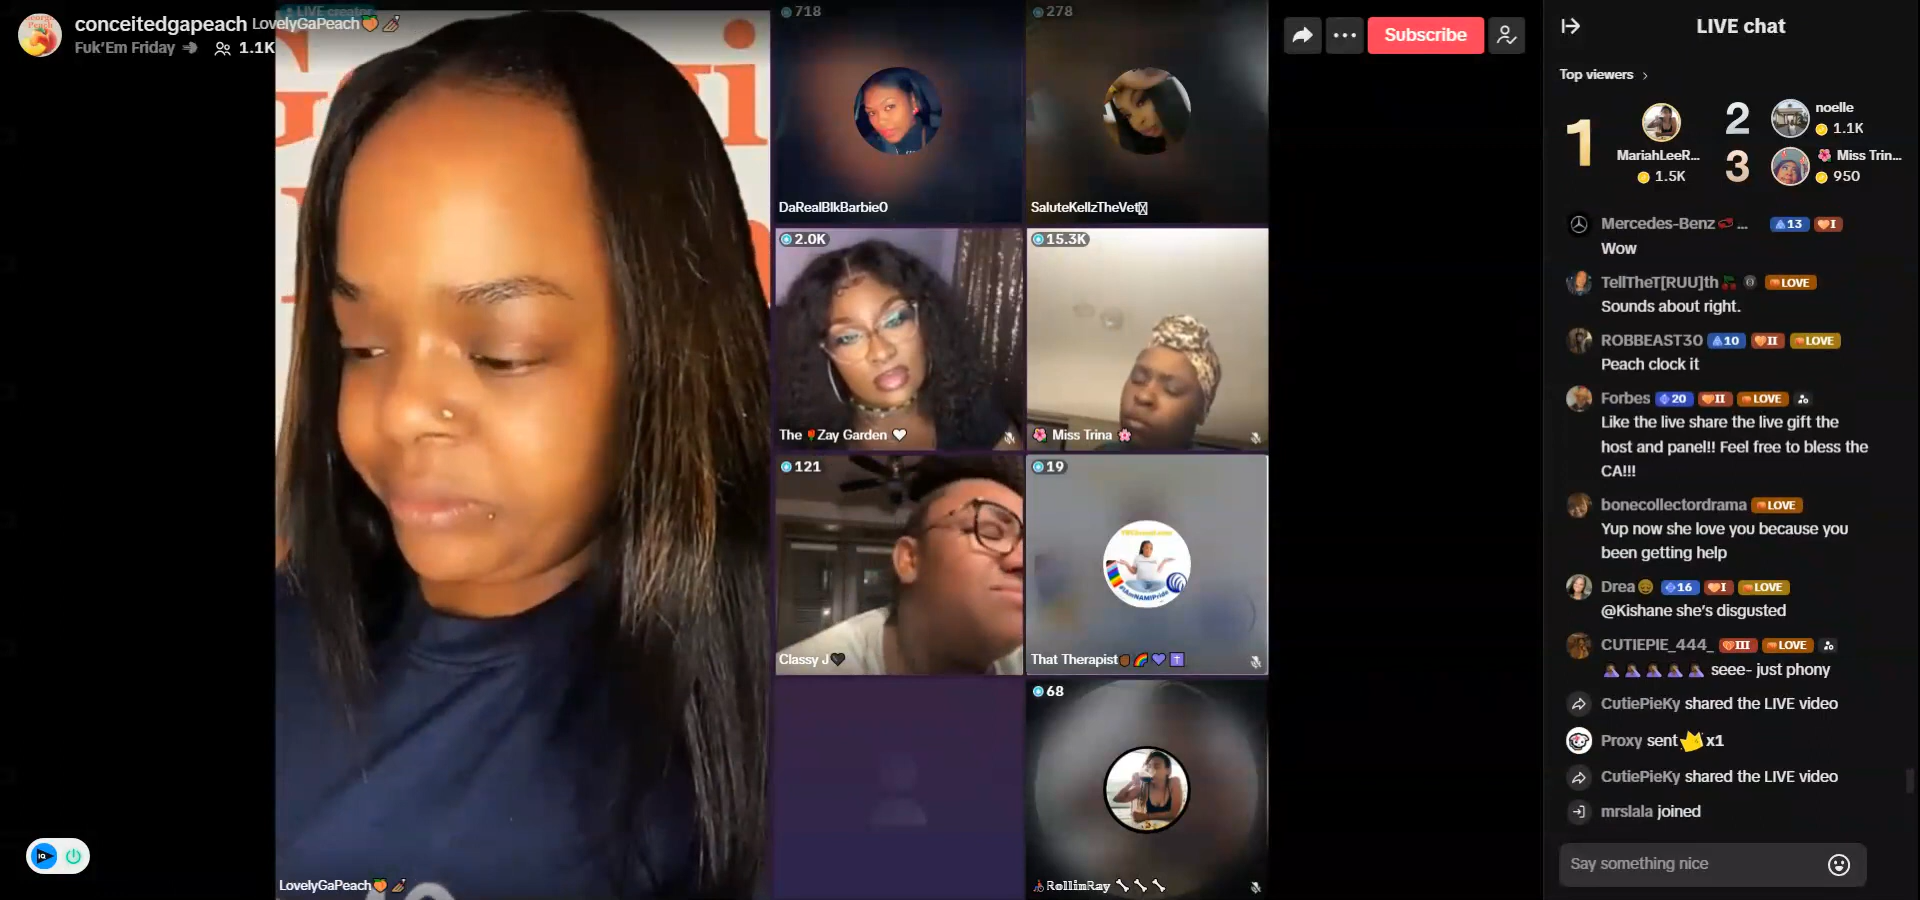 conceitedgapeach LovelyGaPeach🍑💅🏾
Fuk'Em Friday 1.1K
LIVE creator
Subscribe
718
DaRealBlkBarbie0
278
SaluteKellzTheVet
2.0K
The 🌹Zay Garden 🤍
15.3K
🌺 Miss Trina 🌺
121
Classy J🖤
19
#IAmNAMIPride
That Therapist🏾🌈💜✝️
68
RollinRay 🦴🦴🦴
LovelyGaPeach🍑💅🏾
LIVE chat
Top viewers
1
MariahLeeR...
1.5K
2
noelle
1.1K
3
🌺 Miss Trin...
950
Mercedes-Benz ... 13 I
Wow
TellTheT[RUU]th🍒 LOVE
Sounds about right.
ROBBEAST30 10 II LOVE
Peach clock it
Forbes 20 II LOVE
Like the live share the live gift the
host and panel!! Feel free to bless the
CA!!!
bonecollectordrama LOVE
Yup now she love you because you
been getting help
Drea 16 I LOVE
@Kishane she's disgusted
CUTIEPIE_444_ III LOVE
seee- just phony
CutiePieKy shared the LIVE video
Proxy sent x1
CutiePieKy shared the LIVE video
mrslala joined
Say something nice